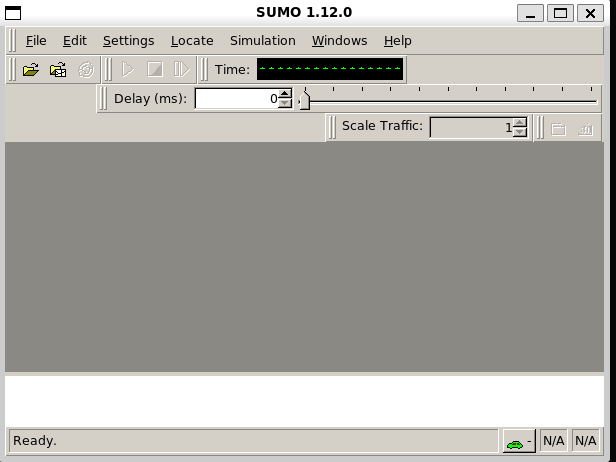 SUMO 1.12.0
File Edit Settings Locate Simulation Windows Help
Time:
Delay (ms): 0
Scale Traffic: 1
Ready. - N/A N/A